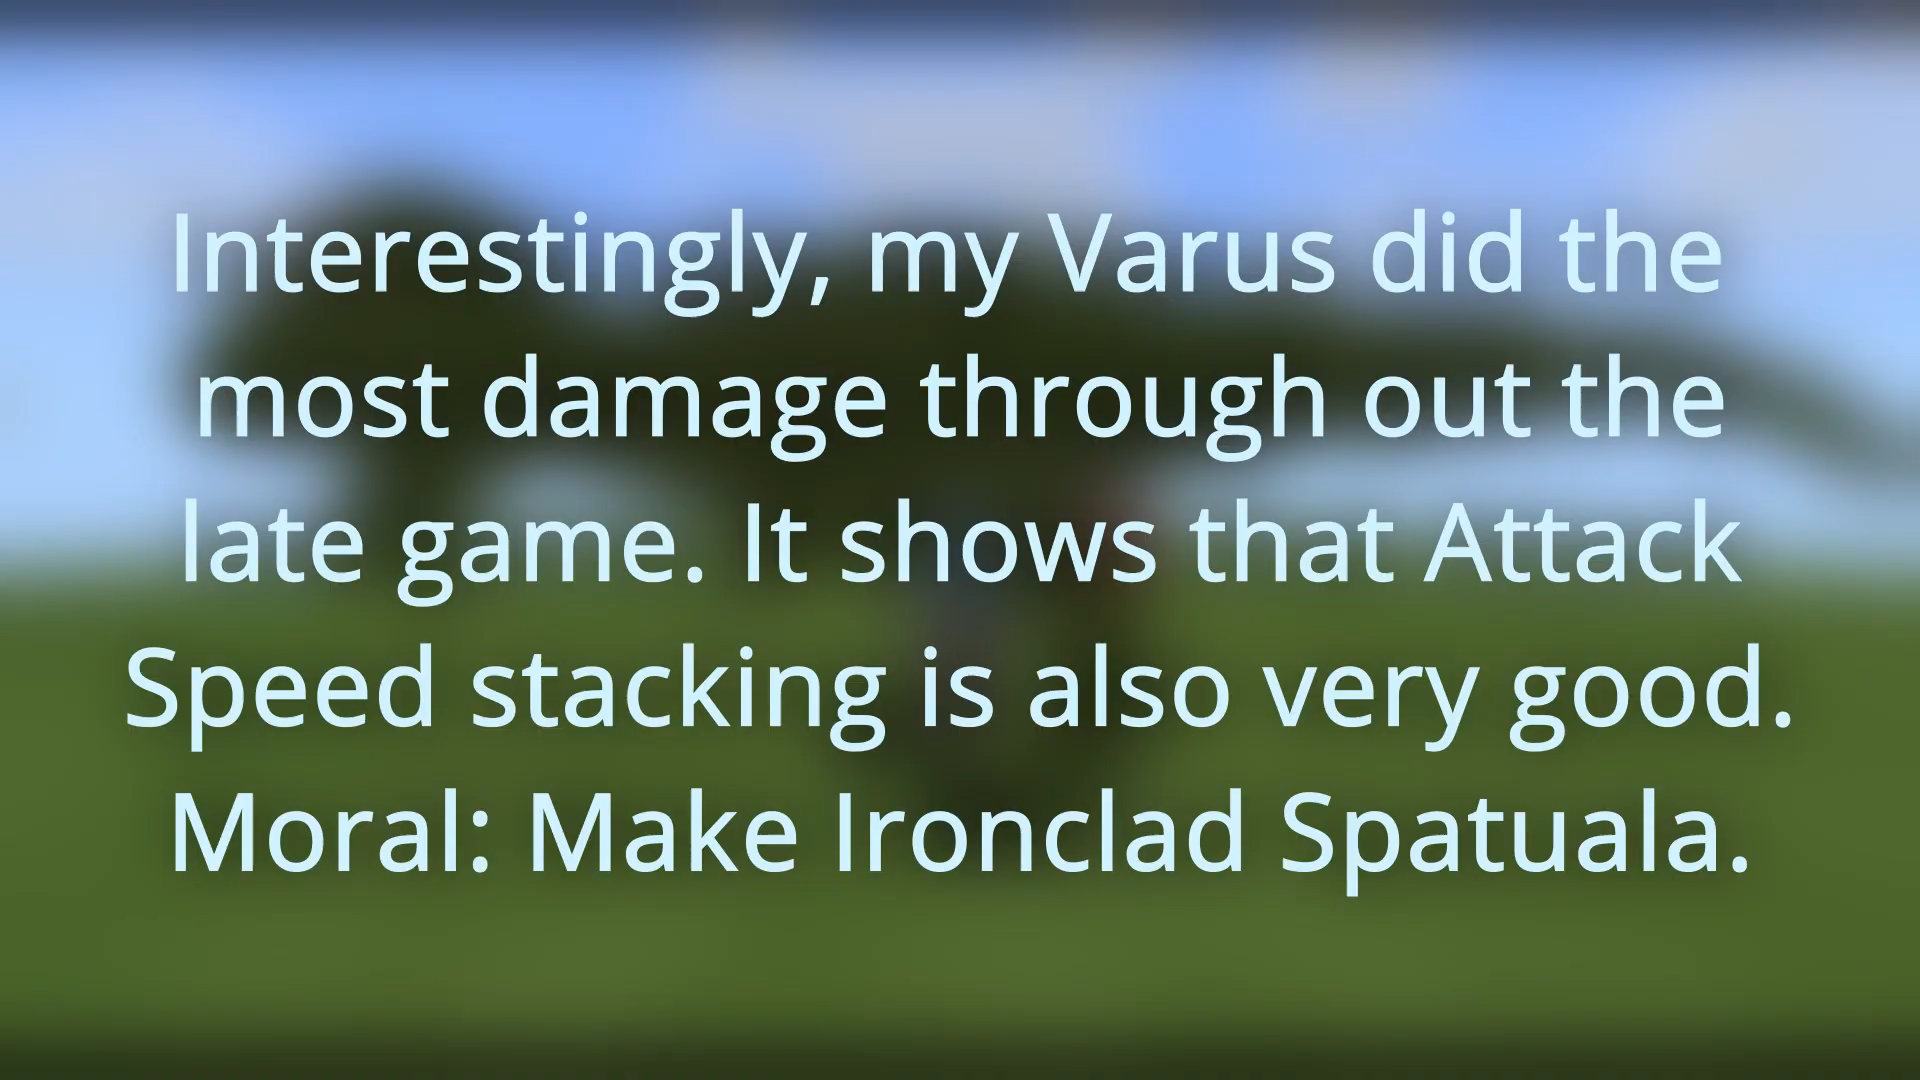 Interestingly, my Varus did the
most damage through out the
late game. It shows that Attack
Speed stacking is also very good.
Moral: Make Ironclad Spatuala.